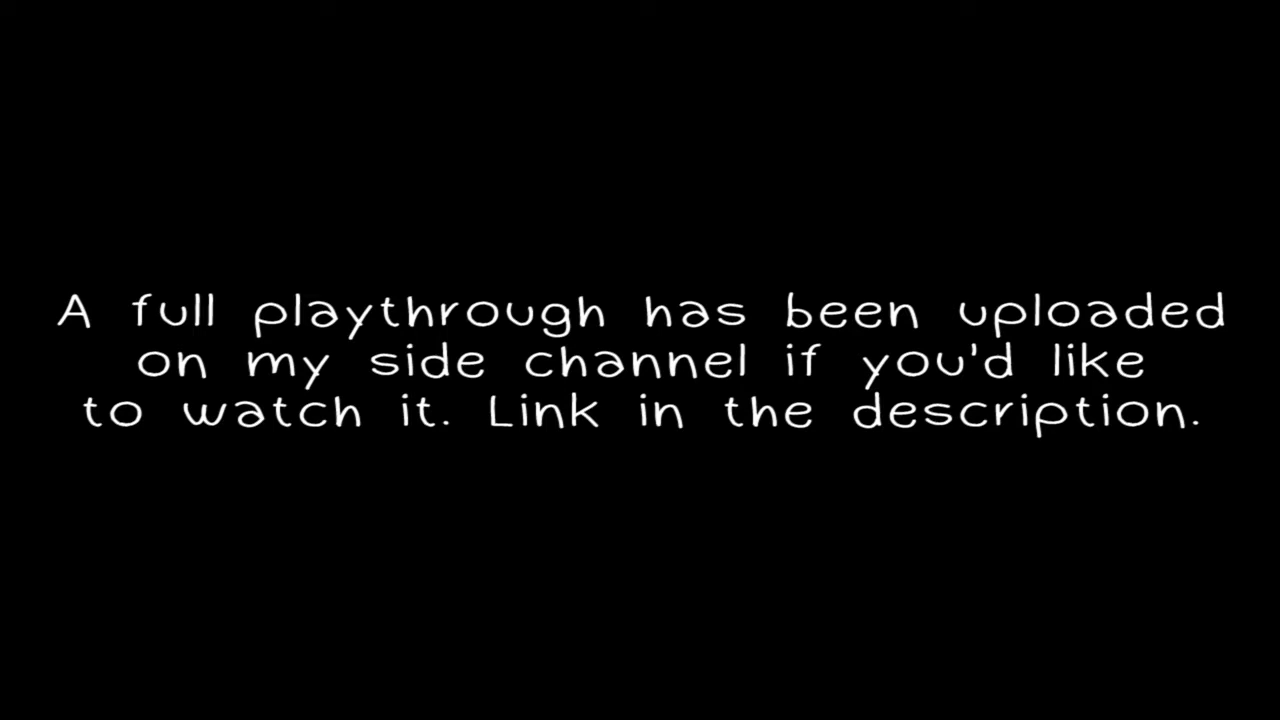 A full playthrough has been uploaded
on my side channel if you'd like
to watch it. Link in the description.